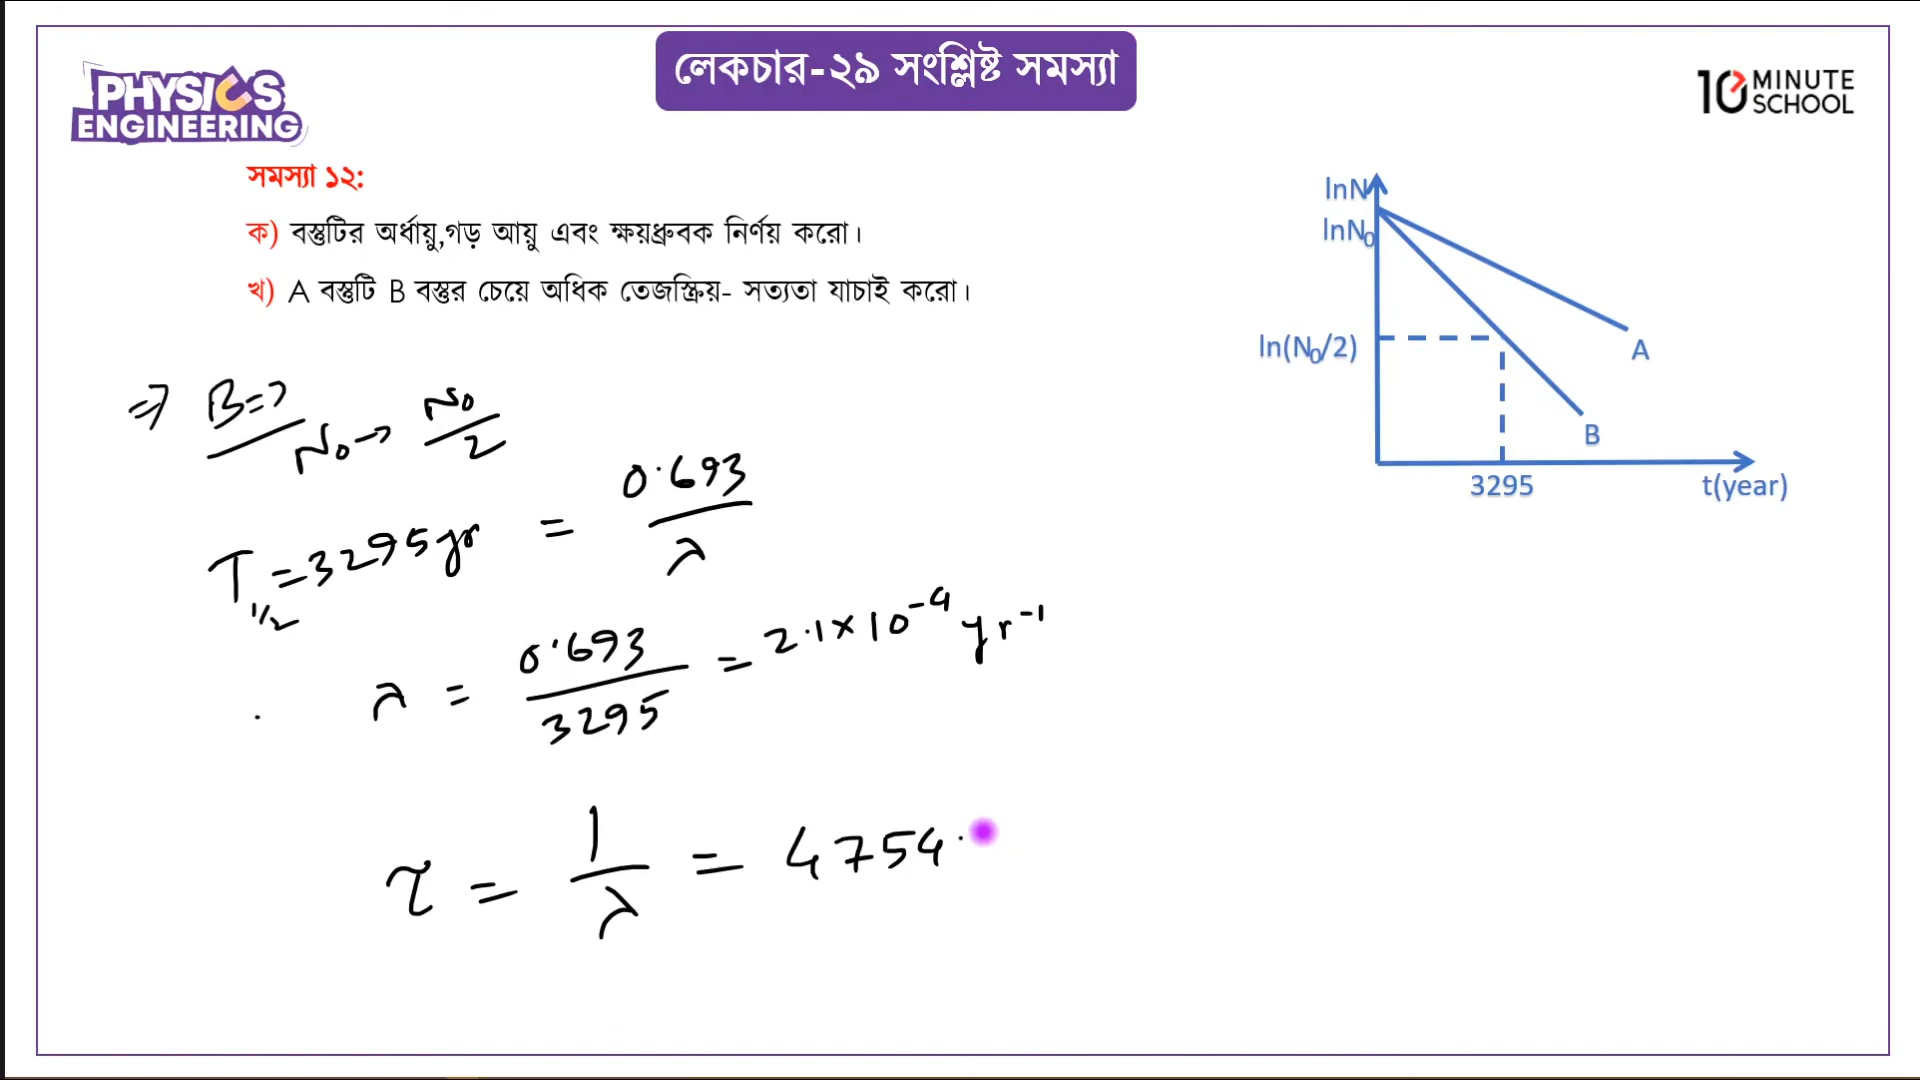 লেকচার-২৯ সংশ্লিষ্ট সমস্যা
PHYSICS
ENGINEERING
10 MINUTE
SCHOOL
সমস্যা ১২:
ক) বস্তুটির অর্ধায়ু,গড় আয়ু এবং ক্ষয়ধ্রুবক নির্ণয় করো।
খ) A বস্তুটি B বস্তুর চেয়ে অধিক তেজস্ক্রিয়- সত্যতা যাচাই করো।
lnN
lnN₀
ln(N₀/2)
A
B
3295
t(year)
⇒ B ⇒ N₀ → N₀/2
T₁/₂ = 3295 yr = 0.693/λ
λ = 0.693/3295 = 2.1×10⁻⁴ yr⁻¹
τ = 1/λ = 4754.